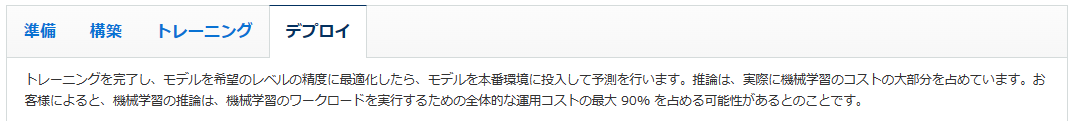 準備 構築 トレーニング デプロイ
トレーニングを完了し、モデルを希望のレベルの精度に最適化したら、モデルを本番環境に投入して予測を行います。推論は、実際に機械学習のコストの大部分を占めています。お
客様によると、機械学習の推論は、機械学習のワークロードを実行するための全体的な運用コストの最大 90% を占める可能性があるとのことです。